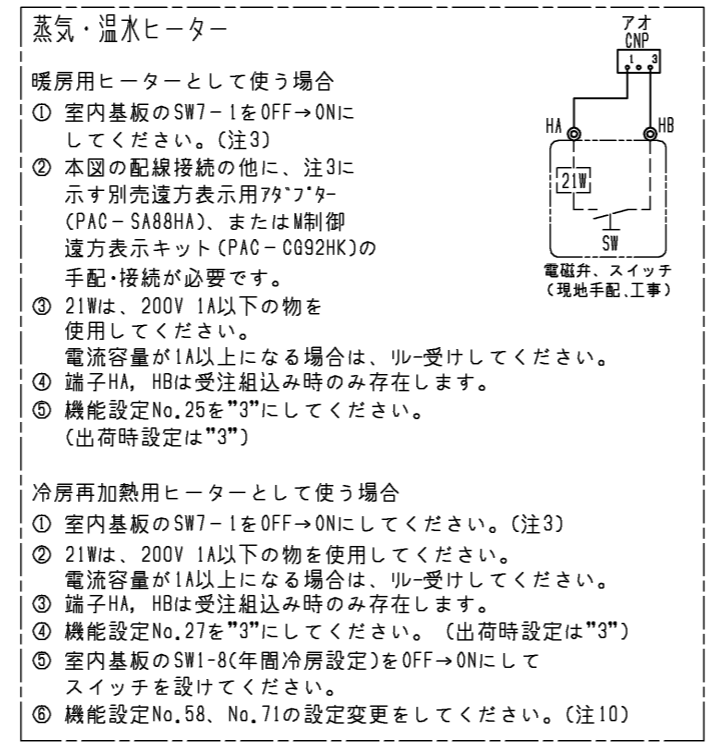 蒸気・温水ヒーター
アオ
CNP
1 3
暖房用ヒーターとして使う場合
① 室内基板のSW7－1をOFF→ONに
してください。(注3)
HA
HB
② 本図の配線接続の他に、注3に
示す別売遠方表示用ｱﾀﾞﾌﾟﾀｰ
21W
(PAC－SA88HA)、またはM制御
遠方表示キット(PAC－CG92HK)の
SW
手配・接続が必要です。
電磁弁、スイッチ
(現地手配､工事)
③ 21Wは、200V 1A以下の物を
使用してください。
電流容量が1A以上になる場合は、ﾘﾚｰ受けしてください。
④ 端子HA, HBは受注組込み時のみ存在します。
⑤ 機能設定No.25を”3”にしてください。
(出荷時設定は”3”)
冷房再加熱用ヒーターとして使う場合
① 室内基板のSW7－1をOFF→ONにしてください。(注3)
② 21Wは、200V 1A以下の物を使用してください。
電流容量が1A以上になる場合は、ﾘﾚｰ受けしてください。
③ 端子HA, HBは受注組込み時のみ存在します。
④ 機能設定No.27を”3”にしてください。 (出荷時設定は”3”)
⑤ 室内基板のSW1-8(年間冷房設定)をOFF→ONにして
スイッチを設けてください。
⑥ 機能設定No.58、No.71の設定変更をしてください。(注10)